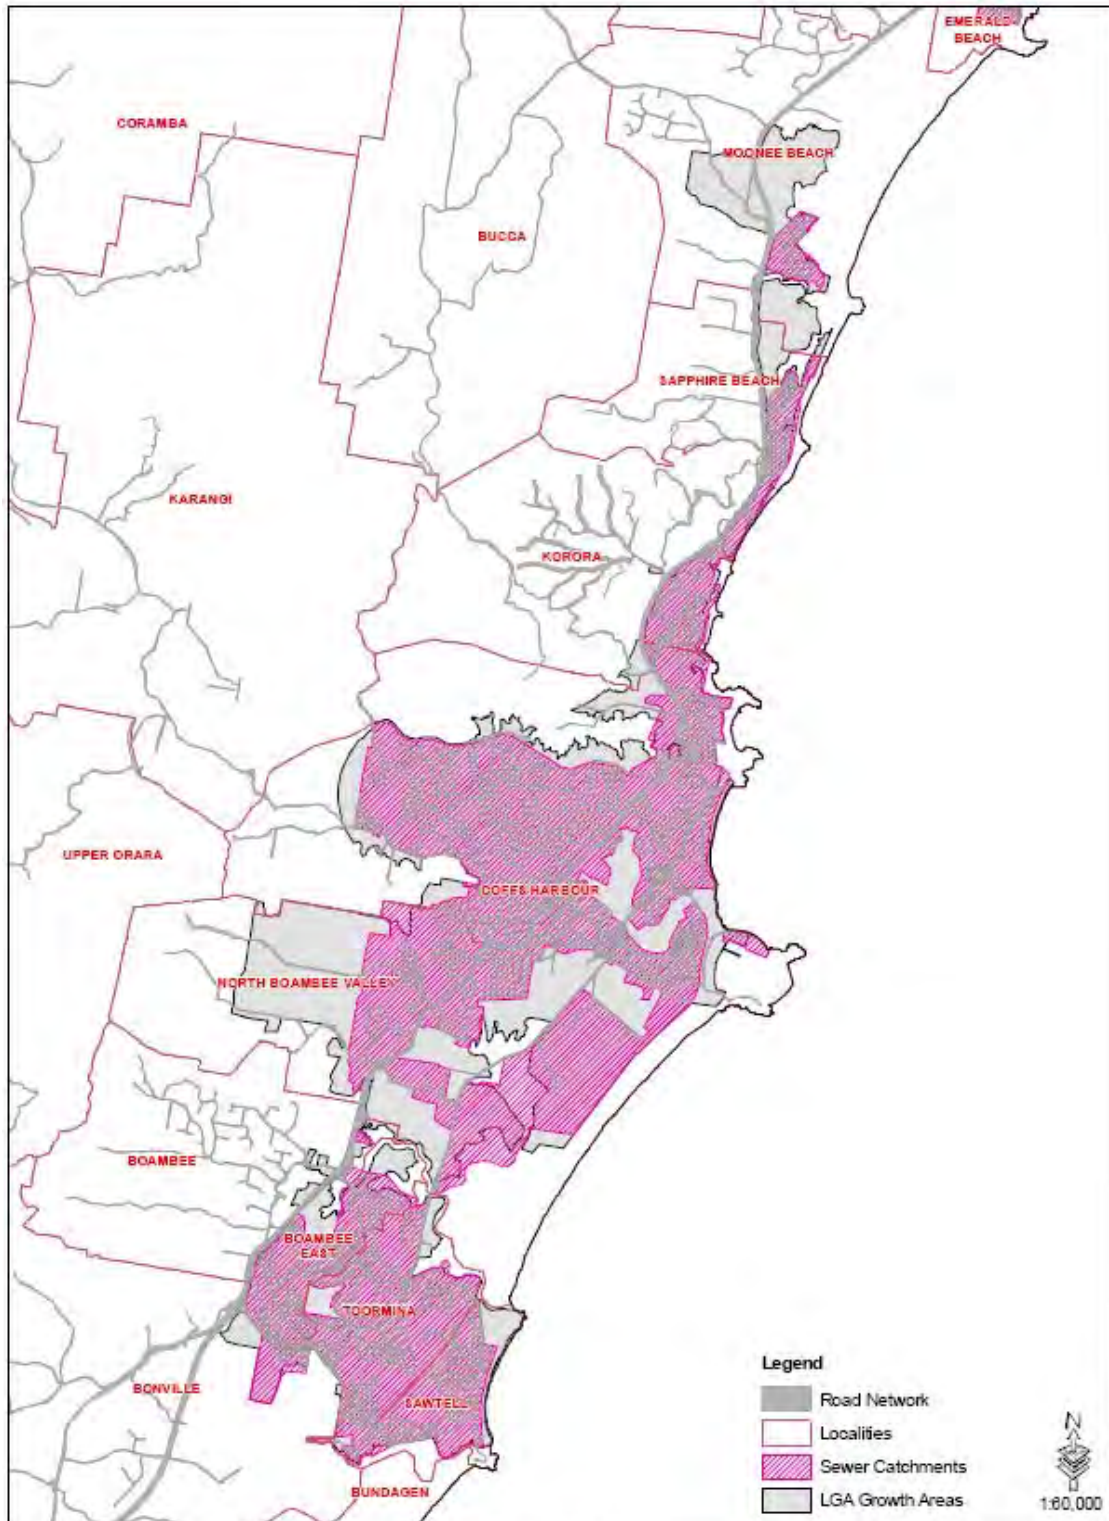 EMERALD
BEACH
CORAMBA
MOONEE BEACH
BUCCA
SAPPHIRE BEACH
KARANGI
KORORA
UPPER ORARA
COFFS HARBOUR
NORTH BOAMBEE VALLEY
BOAMBEE
BOAMBEE
EAST
TOORMINA
BONVILLE
SAWTELL
BUNDAGEN
Legend
Road Network
Localities
Sewer Catchments
LGA Growth Areas
N
1:60,000